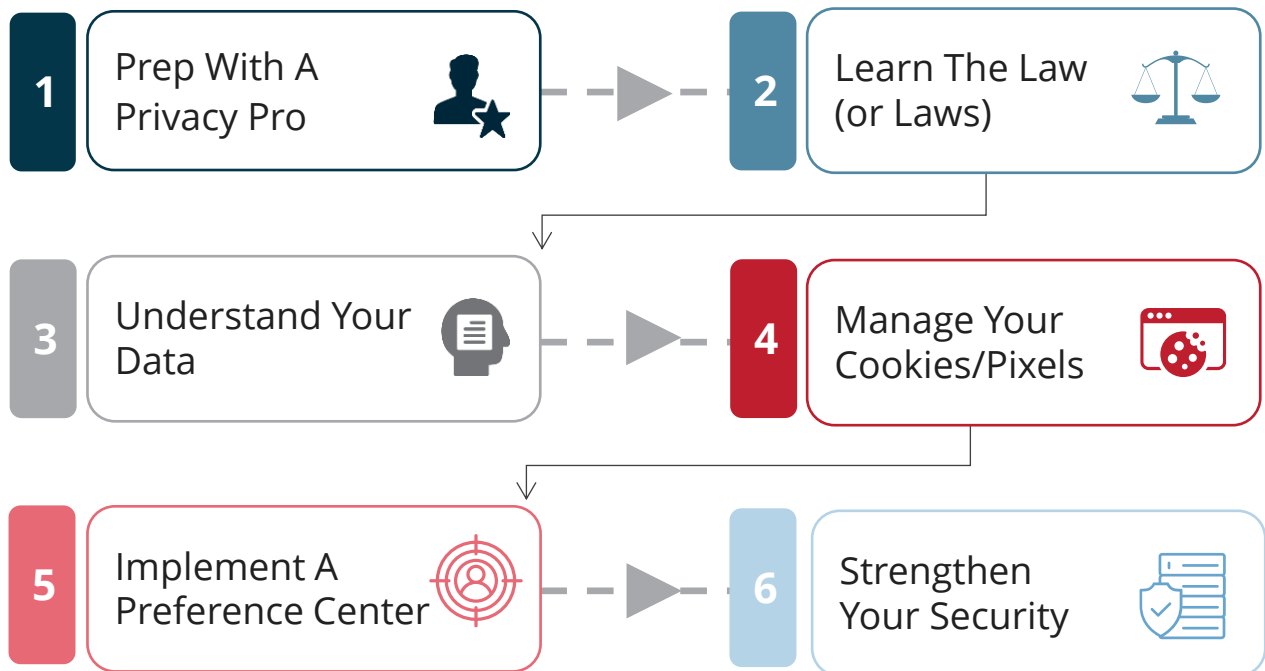 1
Prep With A
Privacy Pro
2
Learn The Law
(or Laws)
3
Understand Your
Data
4
Manage Your
Cookies/Pixels
5
Implement A
Preference Center
6
Strengthen
Your Security